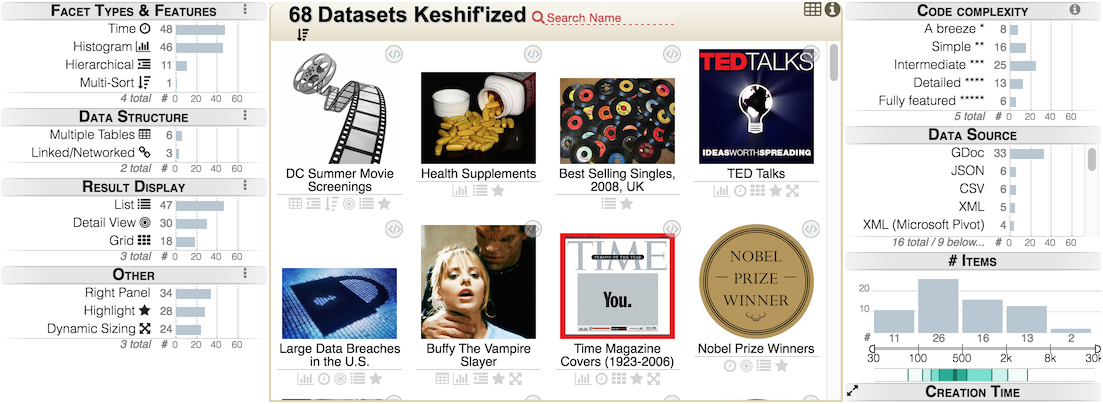 FACET TYPES & FEATURES
Time 48
Histogram 46
Hierarchical 11
Multi-Sort 1
4 total # 0 20 40 60
DATA STRUCTURE
Multiple Tables 6
Linked/Networked 3
2 total # 0 20 40 60
RESULT DISPLAY
List 47
Detail View 30
Grid 18
3 total # 0 20 40 60
OTHER
Right Panel 34
Highlight 28
Dynamic Sizing 24
3 total # 0 20 40 60
68 Datasets Keshif'ized Search Name
TEDTALKS
IDEASWORTHSPREADING
DC Summer Movie
Screenings
Health Supplements
Best Selling Singles,
2008, UK
TED Talks
TIME
PERSON OF THE YEAR
You.
NOBEL
PRIZE
WINNER
Large Data Breaches
in the U.S.
Buffy The Vampire
Slayer
Time Magazine
Covers (1923-2006)
Nobel Prize Winners
CODE COMPLEXITY
A breeze * 8
Simple ** 16
Intermediate *** 25
Detailed **** 13
Fully featured ***** 6
5 total # 0 20 40 60
DATA SOURCE
GDoc 33
JSON 6
CSV 6
XML 5
XML (Microsoft Pivot) 4
16 total / 9 below... # 0 20 40 60
# ITEMS
20
10
# 11 26 16 13 2
30 100 500 2k 8k 30k
CREATION TIME